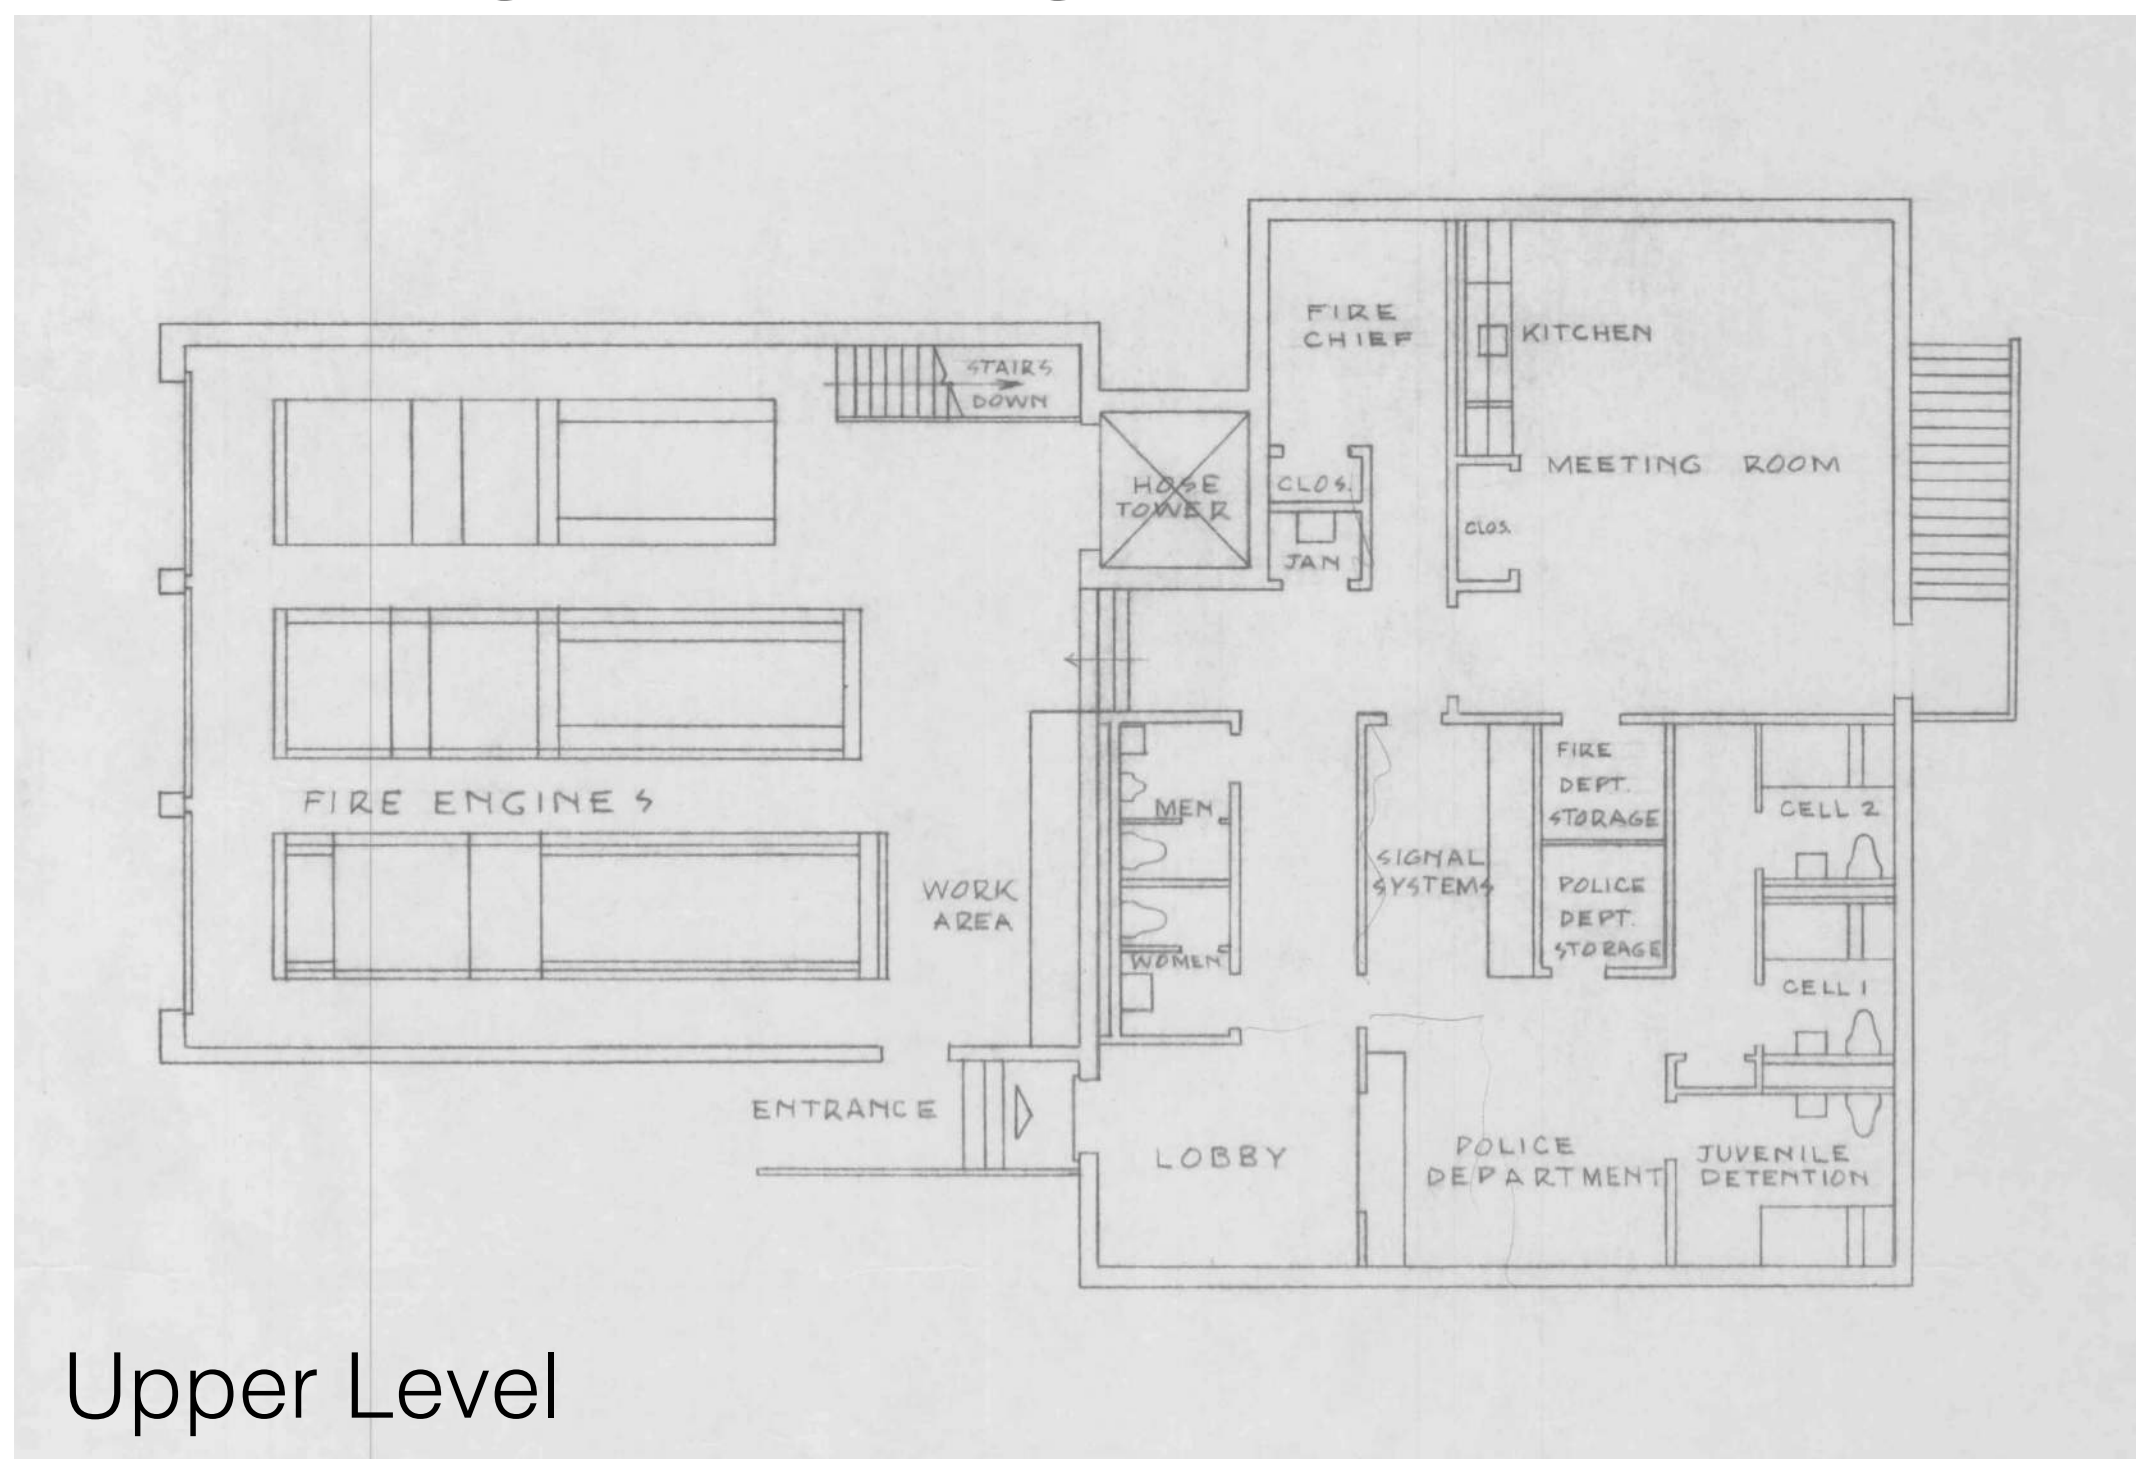 FIRE
CHIEF
KITCHEN
STAIRS
DOWN
MEETING ROOM
HOSE
TOWER
CLOS.
CLOS.
JAN
FIRE ENGINES
MEN
FIRE
DEPT.
STORAGE
CELL 2
WORK
AREA
SIGNAL
SYSTEMS
POLICE
DEPT.
STORAGE
WOMEN
CELL 1
ENTRANCE
LOBBY
POLICE
DEPARTMENT
JUVENILE
DETENTION
Upper Level